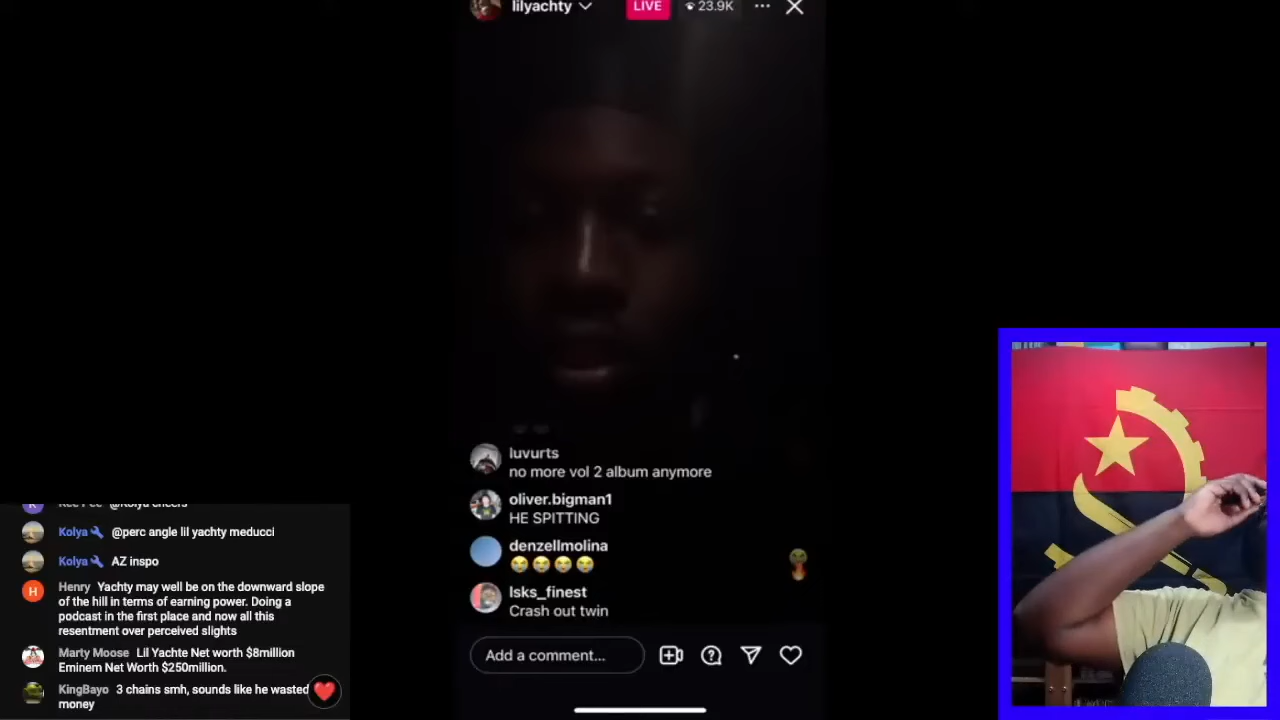 lilyachty
LIVE
23.9K
luvurts
no more vol 2 album anymore
oliver.bigman1
HE SPITTING
denzellmolina
😭😭😭😭
lsks_finest
Crash out twin
Add a comment...
Kolya @perc angle lil yachty meducci
Kolya AZ inspo
H
Henry Yachty may well be on the downward slope
of the hill in terms of earning power. Doing a
podcast in the first place and now all this
resentment over perceived slights
Marty Moose Lil Yachte Net worth $8million
Eminem Net Worth $250million.
KingBayo 3 chains smh, sounds like he wasted
money